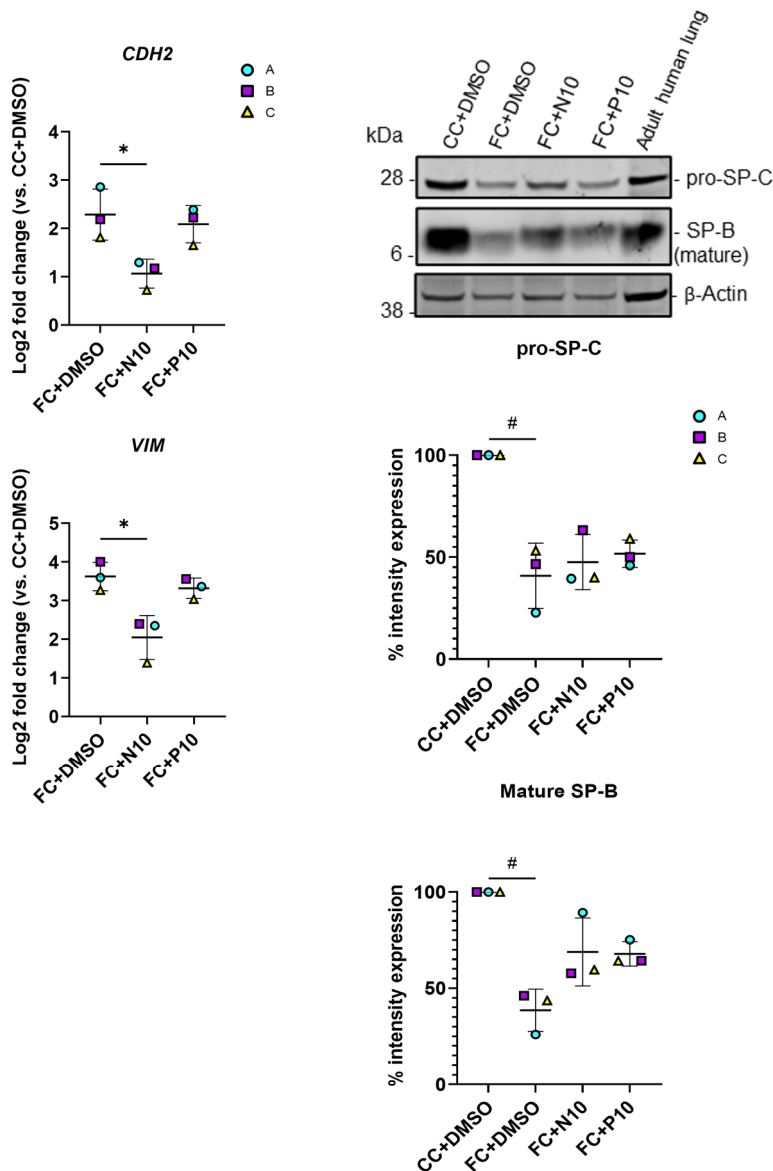 CDH2
A
B
C
Log2 fold change (vs. CC+DMSO)
4
3
2
1
0
*
FC+DMSO
FC+N10
FC+P10
VIM
Log2 fold change (vs. CC+DMSO)
5
4
3
2
1
0
*
FC+DMSO
FC+N10
FC+P10
kDa
CC+DMSO
FC+DMSO
FC+N10
FC+P10
Adult human lung
28 -
- pro-SP-C
6 -
- SP-B
(mature)
38 -
- β-Actin
pro-SP-C
A
B
C
% intensity expression
100
50
0
#
CC+DMSO
FC+DMSO
FC+N10
FC+P10
Mature SP-B
% intensity expression
100
50
0
#
CC+DMSO
FC+DMSO
FC+N10
FC+P10